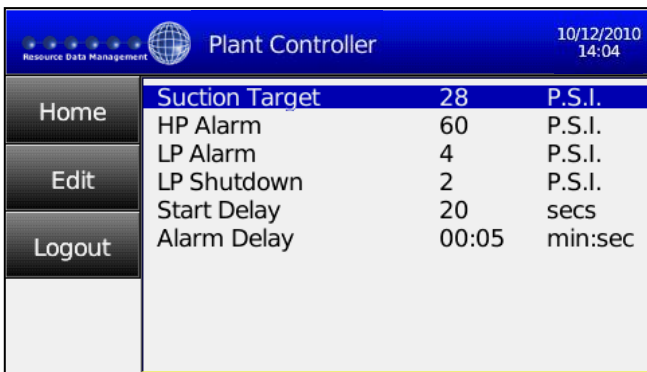 Resource Data Management
Plant Controller
10/12/2010
14:04
Home
Edit
Logout
Suction Target 28 P.S.I.
HP Alarm 60 P.S.I.
LP Alarm 4 P.S.I.
LP Shutdown 2 P.S.I.
Start Delay 20 secs
Alarm Delay 00:05 min:sec